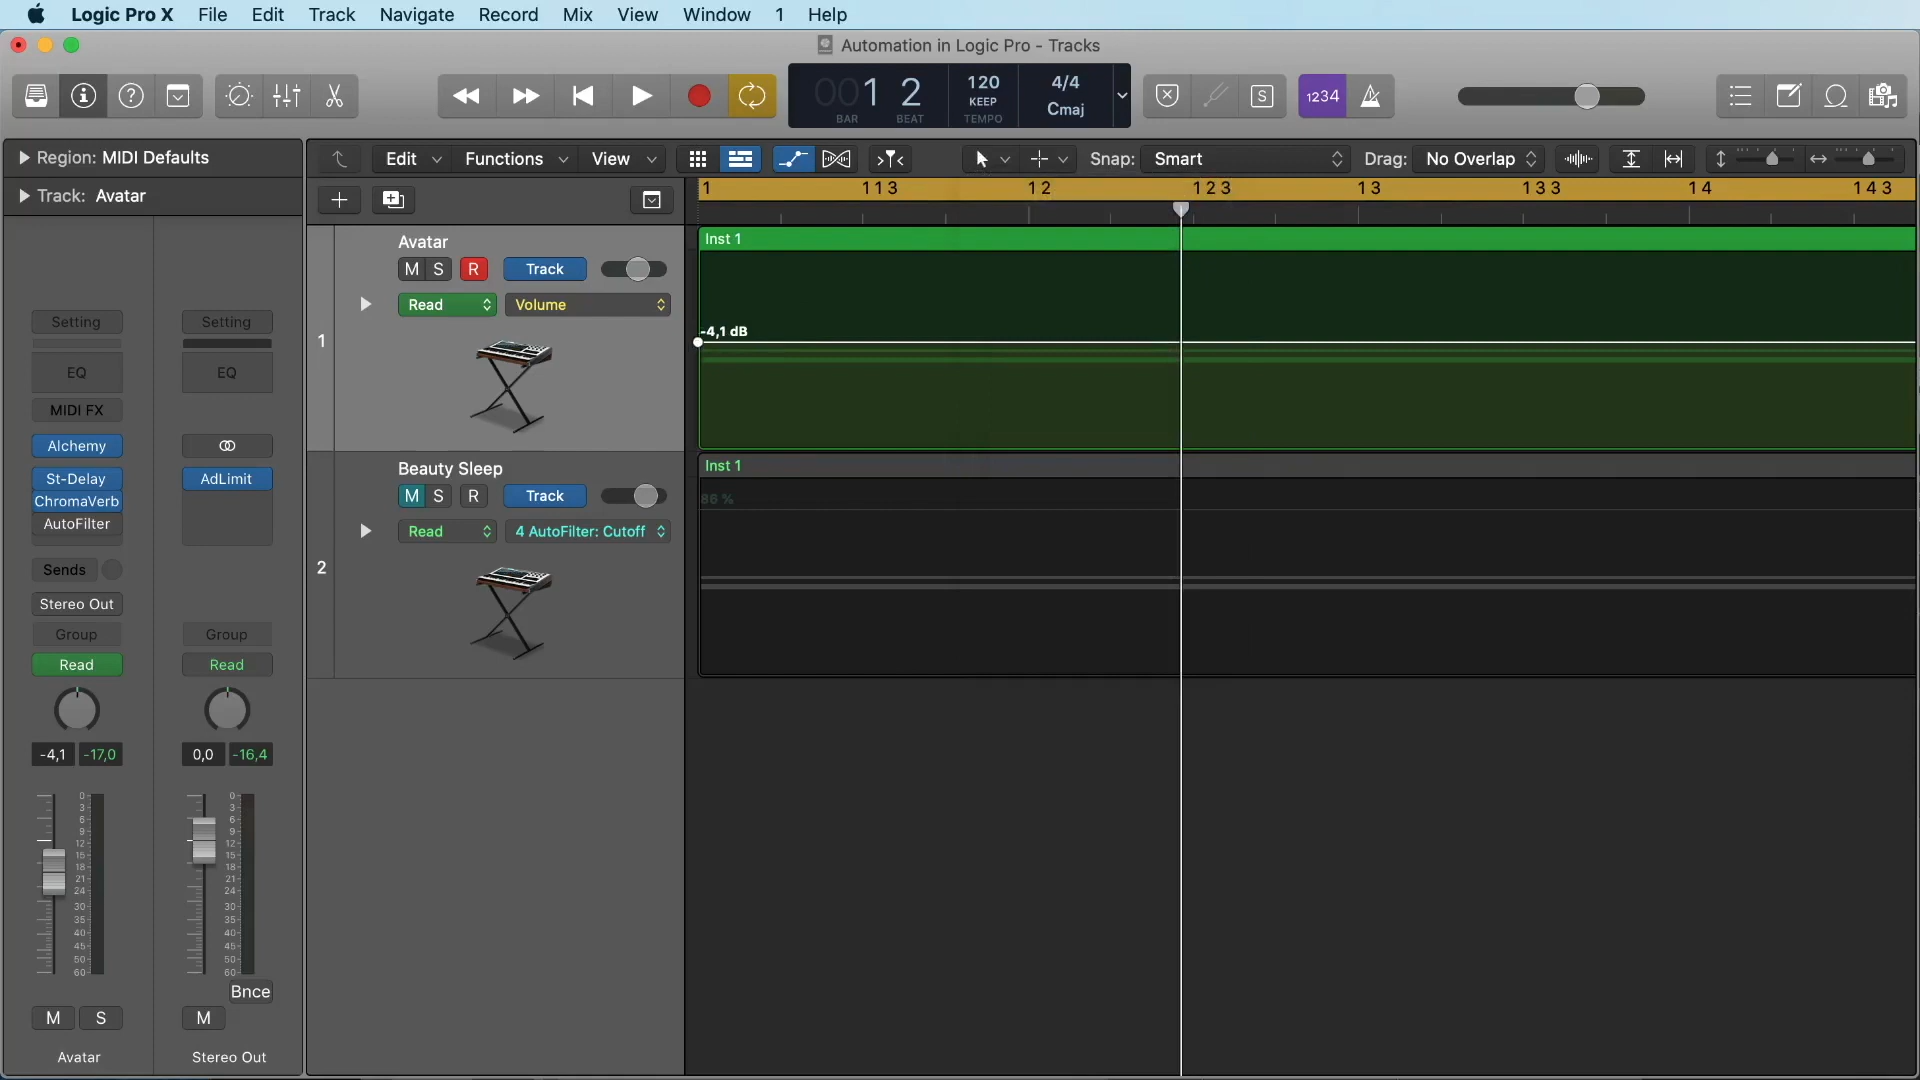 Logic Pro X File Edit Track Navigate Record Mix View Window 1 Help
Automation in Logic Pro - Tracks
001 2 120 4/4
KEEP Cmaj
BAR BEAT TEMPO
S 1234
Region: MIDI Defaults
Track: Avatar
Edit Functions View Snap: Smart Drag: No Overlap
1 1 1 3 1 2 1 2 3 1 3 1 3 3 1 4 1 4 3
1
Avatar
M S R Track
Read Volume
Inst 1
-4,1 dB
2
Beauty Sleep
M S R Track
Read 4 AutoFilter: Cutoff
Inst 1
86 %
Setting Setting
EQ EQ
MIDI FX
Alchemy
St-Delay AdLimit
ChromaVerb
AutoFilter
Sends
Stereo Out
Group Group
Read Read
-4,1 -17,0 0,0 -16,4
0 0
3 3
6 6
9 9
12 12
15 15
18 18
21 21
24 24
30 30
35 35
40 40
45 45
50 50
60 60
Bnce
M S M
Avatar Stereo Out